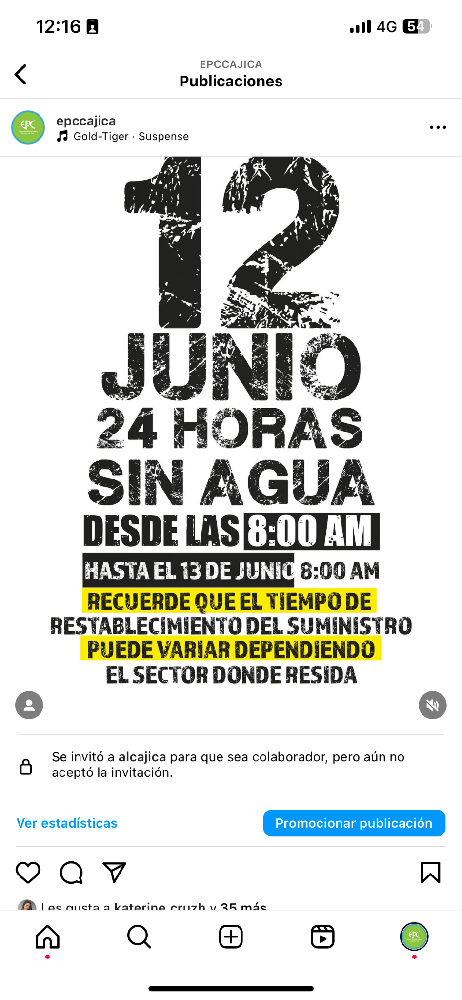 12:16
4G
54
EPCCAJICA
Publicaciones
EPC
epccajica
Gold-Tiger · Suspense
12
JUNIO
24 HORAS
SIN AGUA
DESDE LAS 8:00 AM
HASTA EL 13 DE JUNIO 8:00 AM
RECUERDE QUE EL TIEMPO DE
RESTABLECIMIENTO DEL SUMINISTRO
PUEDE VARIAR DEPENDIENDO
EL SECTOR DONDE RESIDA
Se invitó a alcajica para que sea colaborador, pero aún no
aceptó la invitación.
Ver estadísticas
Promocionar publicación
Les gusta a katerine cruzh y 35 más
EPC